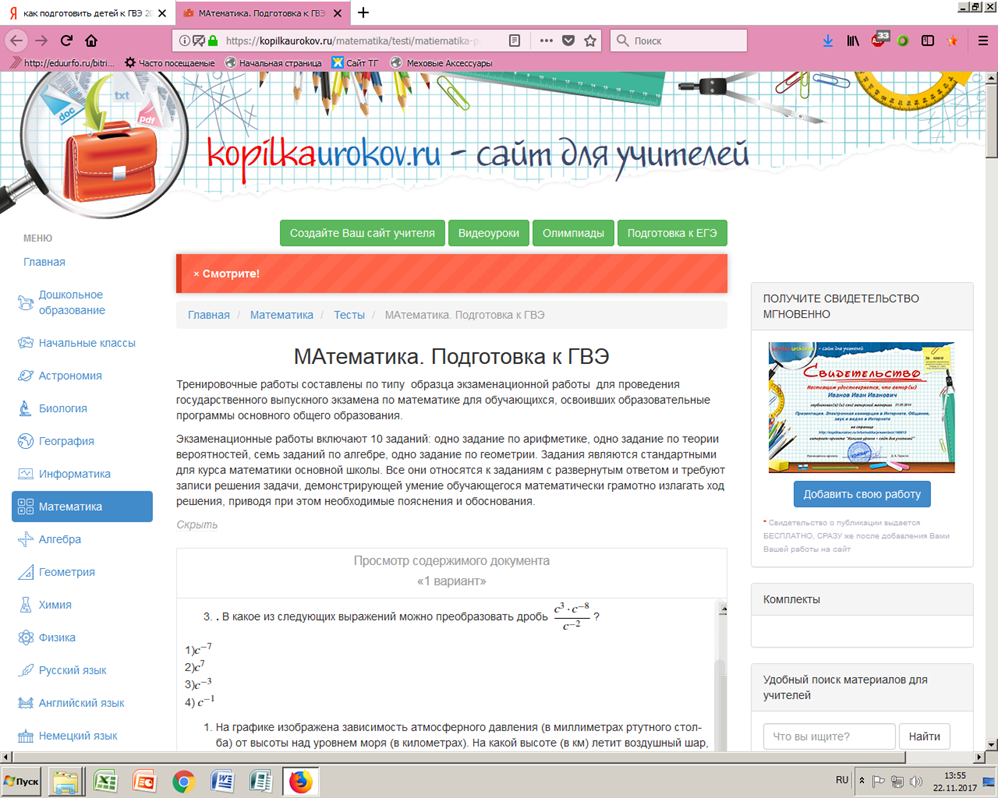 как подготовить детей к ГВЭ 20
МАтематика. Подготовка к ГВЭ
https://kopilkaurokov.ru/matematika/testi/matiematika-p
Поиск
33
http://eduurfo.ru/bitri...
Часто посещаемые
Начальная страница
Сайт ТГ
Меховые Аксессуары
txt
doc
pdf
kopilkaurokov.ru - сайт для учителей
Создайте Ваш сайт учителя
Видеоуроки
Олимпиады
Подготовка к ЕГЭ
МЕНЮ
Главная
Дошкольное
образование
Начальные классы
Астрономия
Биология
География
Информатика
Математика
Алгебра
Геометрия
Химия
Физика
Русский язык
Английский язык
Немецкий язык
× Смотрите!
Главная / Математика / Тесты / МАтематика. Подготовка к ГВЭ
МАтематика. Подготовка к ГВЭ
Тренировочные работы составлены по типу образца экзаменационной работы для проведения
государственного выпускного экзамена по математике для обучающихся, освоивших образовательные
программы основного общего образования.
Экзаменационные работы включают 10 заданий: одно задание по арифметике, одно задание по теории
вероятностей, семь заданий по алгебре, одно задание по геометрии. Задания являются стандартными
для курса математики основной школы. Все они относятся к заданиям с развернутым ответом и требуют
записи решения задачи, демонстрирующей умение обучающегося математически грамотно излагать ход
решения, приводя при этом необходимые пояснения и обоснования.
Скрыть
Просмотр содержимого документа
«1 вариант»
3. . В какое из следующих выражений можно преобразовать дробь c³·c⁻⁸/c⁻² ?
1)c⁻⁷
2)c⁷
3)c⁻³
4) c⁻¹
1. На графике изображена зависимость атмосферного давления (в миллиметрах ртутного стол-
ба) от высоты над уровнем моря (в километрах). На какой высоте (в км) летит воздушный шар,
ПОЛУЧИТЕ СВИДЕТЕЛЬСТВО
МГНОВЕННО
Свидетельство
Иванов Иван Иванович
Добавить свою работу
* Свидетельство о публикации выдается
БЕСПЛАТНО, СРАЗУ же после добавления Вами
Вашей работы на сайт
Комплекты
Удобный поиск материалов для
учителей
Что вы ищите?
Найти
Пуск
RU
13:55
22.11.2017